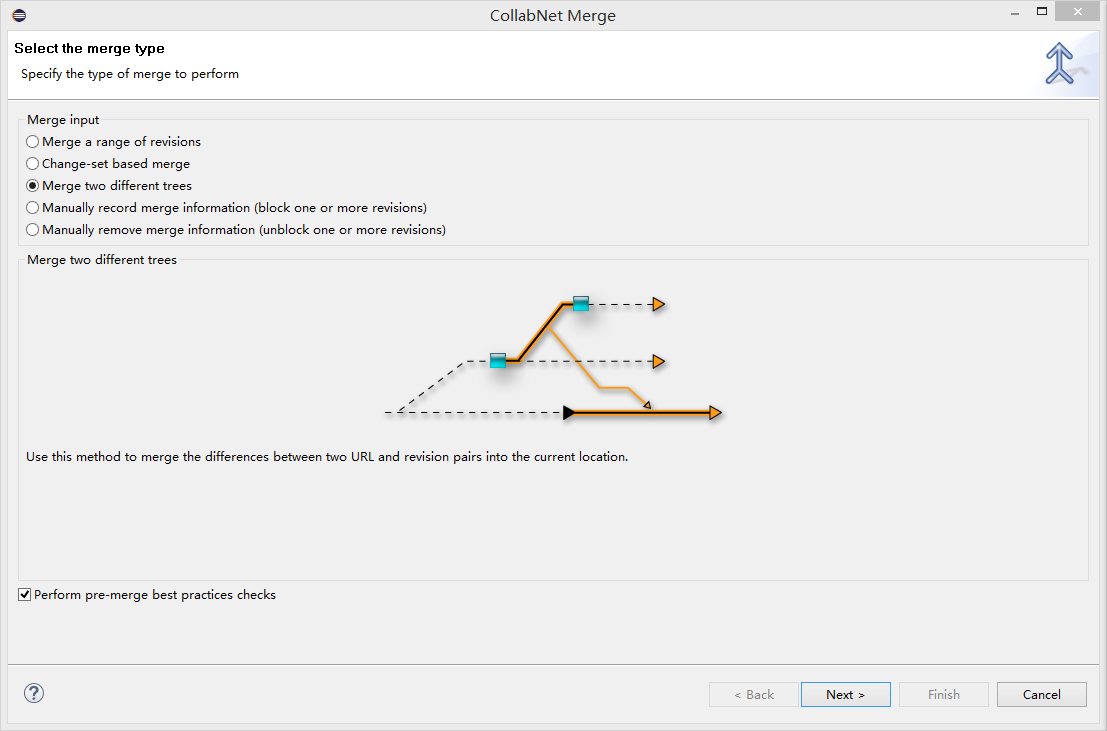 CollabNet Merge
Select the merge type
Specify the type of merge to perform
Merge input
Merge a range of revisions
Change-set based merge
Merge two different trees
Manually record merge information (block one or more revisions)
Manually remove merge information (unblock one or more revisions)
Merge two different trees
Use this method to merge the differences between two URL and revision pairs into the current location.
Perform pre-merge best practices checks
?
< Back Next > Finish Cancel